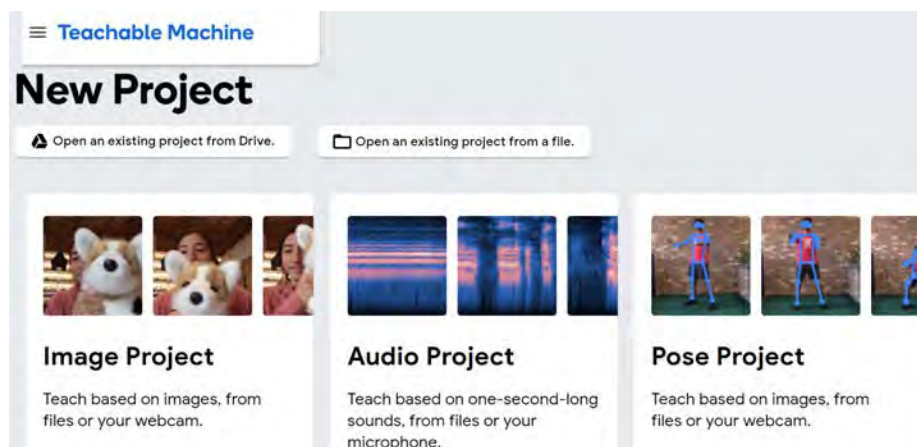 Teachable Machine
New Project
Open an existing project from Drive.
Open an existing project from a file.
Image Project
Teach based on images, from
files or your webcam.
Audio Project
Teach based on one-second-long
sounds, from files or your
microphone.
Pose Project
Teach based on images, from
files or your webcam.